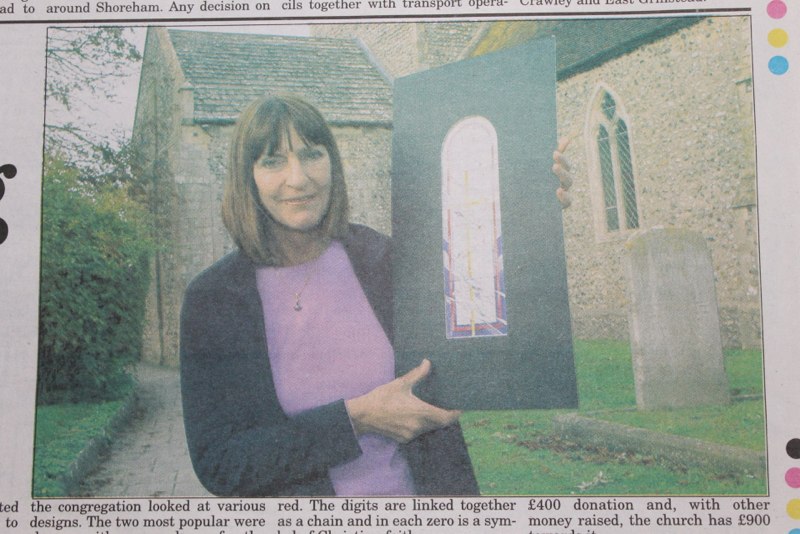 ad to
around Shoreham. Any decision on
cils together with transport opera-
Crawley and East Grinstead.
g
ted
to
the congregation looked at various
designs. The two most popular were
red. The digits are linked together
as a chain and in each zero is a sym-
£400 donation and, with other
money raised, the church has £900
towards it.